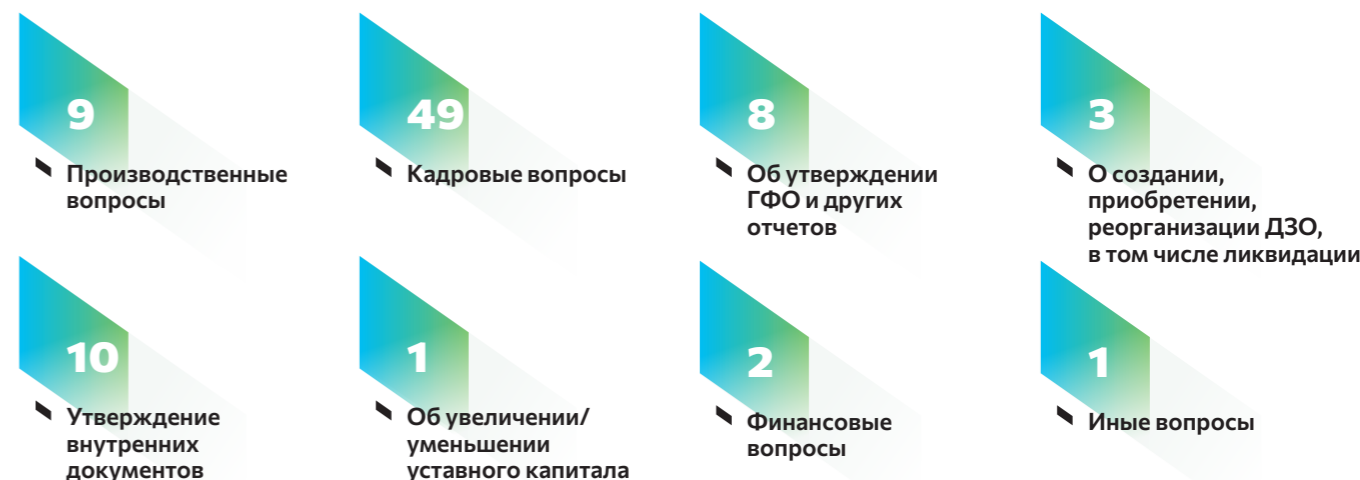 9
Производственные
вопросы
49
Кадровые вопросы
8
Об утверждении
ГФО и других
отчетов
3
О создании,
приобретении,
реорганизации ДЗО,
в том числе ликвидации
10
Утверждение
внутренних
документов
1
Об увеличении/
уменьшении
уставного капитала
2
Финансовые
вопросы
1
Иные вопросы